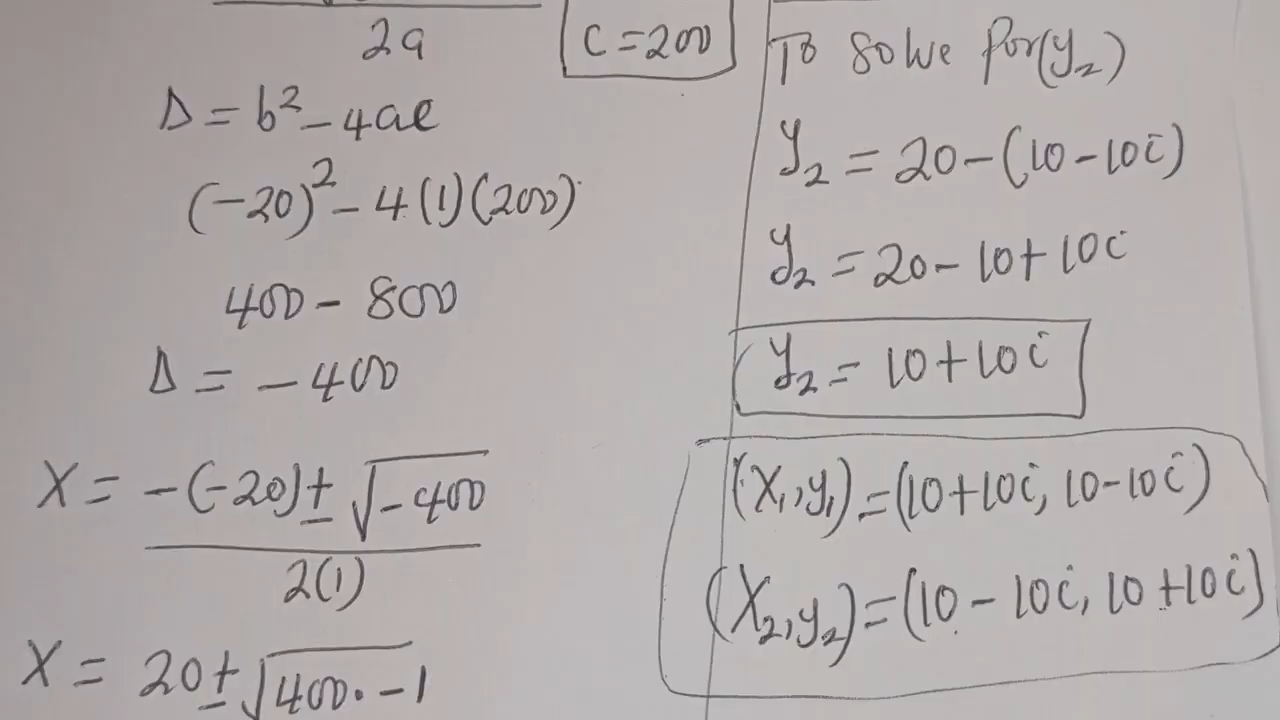 2a
C = 200
Δ = b² - 4ac
(-20)² - 4(1)(200)
400 - 800
Δ = -400
X = -(-20) ± √-400
2(1)
X = 20 ± √400·-1
To solve for (y₂)
y₂ = 20 - (10 - 10i)
y₂ = 20 - 10 + 10i
y₂ = 10 + 10i
(X₁, y₁) = (10 + 10i, 10 - 10i)
(X₂, y₂) = (10 - 10i, 10 + 10i)